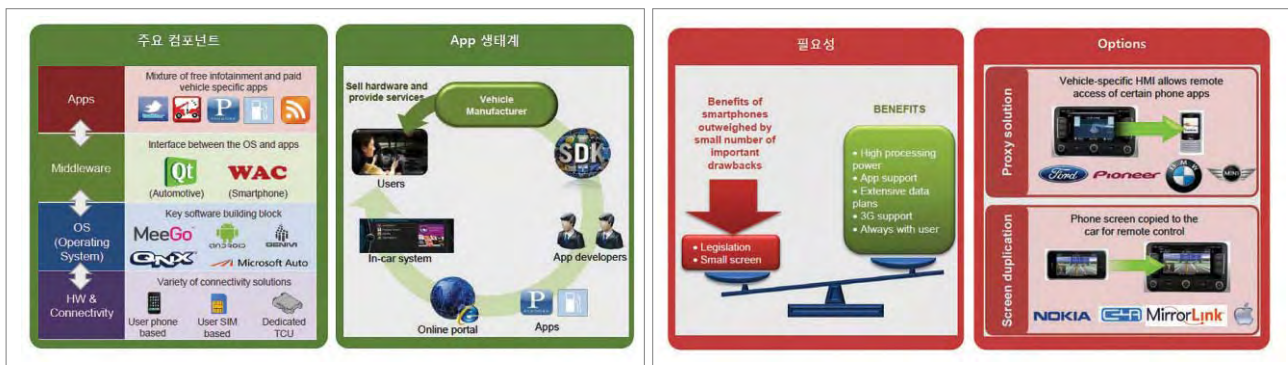 주요 컴포넌트
Apps
Mixture of free infotainment and paid
vehicle specific apps
Middleware
Interface between the OS and apps
Qt
WAC
(Automotive)
(Smartphone)
OS
(Operating
System)
Key software building block
MeeGo
ANDROID
GENIVI
QNX
Microsoft Auto
HW &
Connectivity
Variety of connectivity solutions
User phone
based
User SIM
based
Dedicated
TCU
App 생태계
Sell hardware and
provide services
Vehicle
Manufacturer
Users
SDK
In-car system
App developers
Online portal
P
Apps
필요성
Benefits of
smartphones
outweighed by
small number of
important
drawbacks
BENEFITS
• High processing
power
• App support
• Extensive data
plans
• 3G support
• Always with user
• Legislation
• Small screen
Options
Proxy solution
Vehicle-specific HMI allows remote
access of certain phone apps
Ford
Pioneer
BMW
MINI
Screen duplication
Phone screen copied to the
car for remote control
NOKIA
MirrorLink